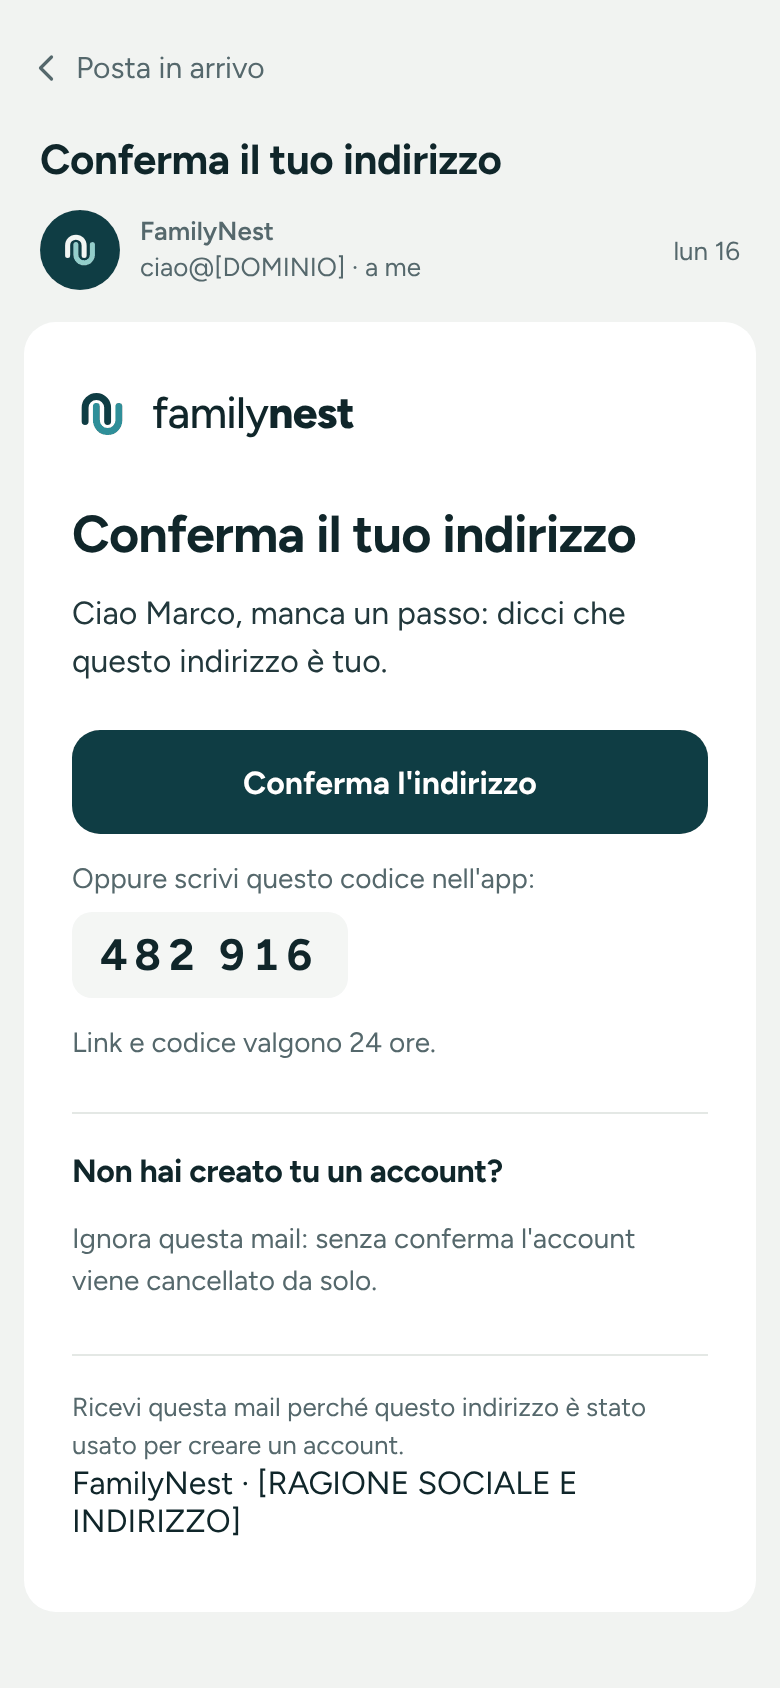 Posta in arrivo
Conferma il tuo indirizzo
FamilyNest
ciao@[DOMINIO] · a me
lun 16
familynest
Conferma il tuo indirizzo
Ciao Marco, manca un passo: dicci che
questo indirizzo è tuo.
Conferma l'indirizzo
Oppure scrivi questo codice nell'app:
482 916
Link e codice valgono 24 ore.
Non hai creato tu un account?
Ignora questa mail: senza conferma l'account
viene cancellato da solo.
Ricevi questa mail perché questo indirizzo è stato
usato per creare un account.
FamilyNest · [RAGIONE SOCIALE E
INDIRIZZO]